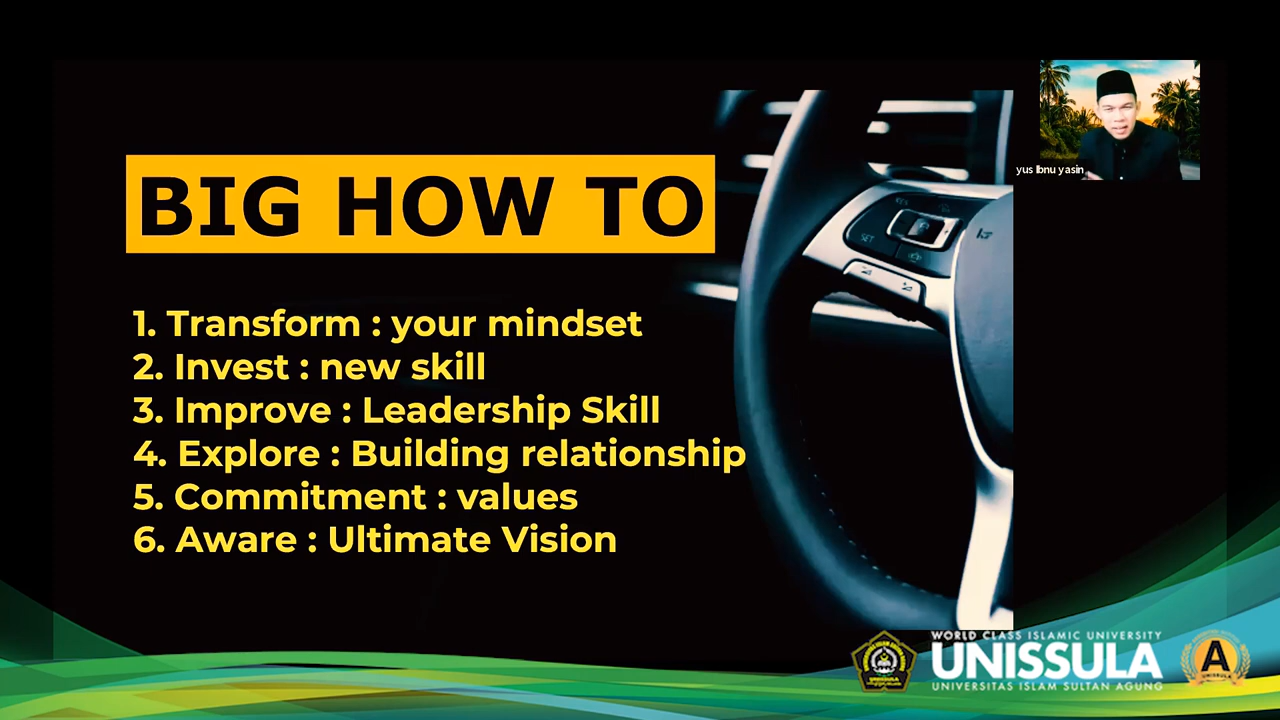 BIG HOW TO
1. Transform : your mindset
2. Invest : new skill
3. Improve : Leadership Skill
4. Explore : Building relationship
5. Commitment : values
6. Aware : Ultimate Vision
yus Ibnu yasin
SET
WORLD CLASS ISLAMIC UNIVERSITY
UNISSULA
UNIVERSITAS ISLAM SULTAN AGUNG
A
UNISSULA